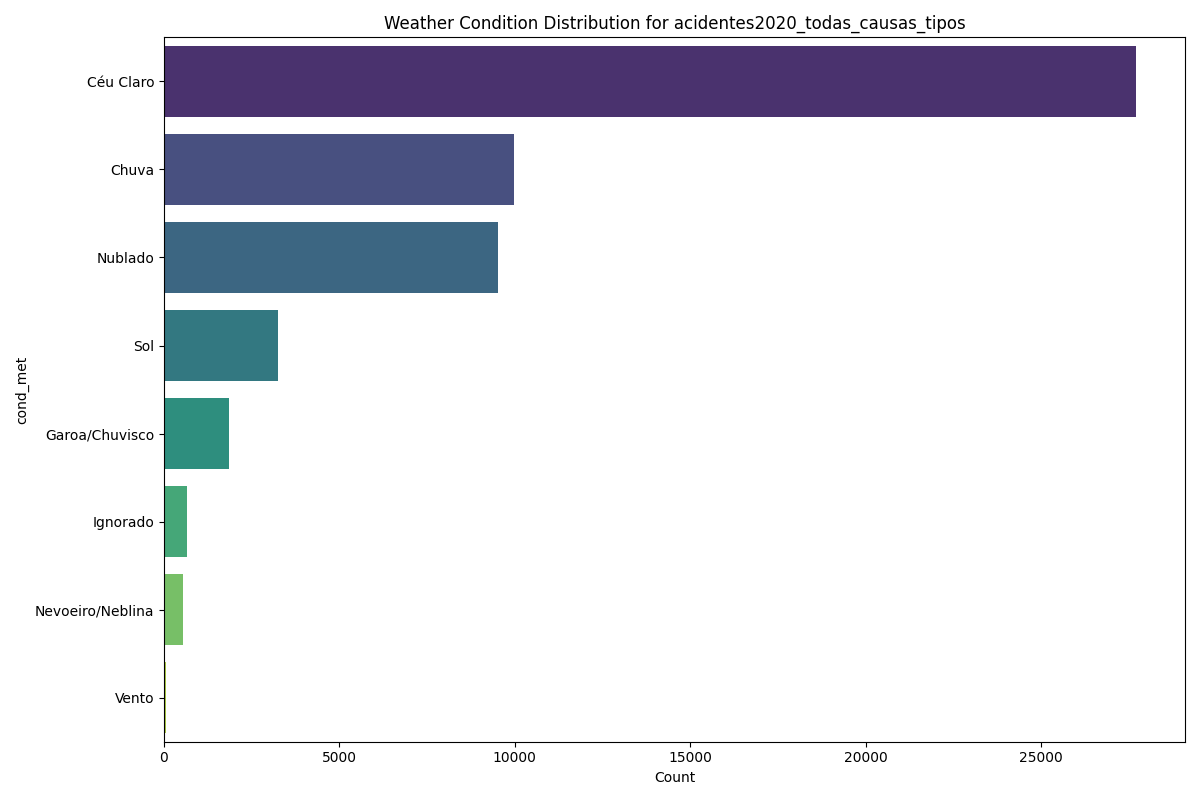 Weather Condition Distribution for acidentes2020_todas_causas_tipos
Céu Claro
Chuva
Nublado
Sol
Garoa/Chuvisco
Ignorado
Nevoeiro/Neblina
Vento
cond_met
0 5000 10000 15000 20000 25000
Count